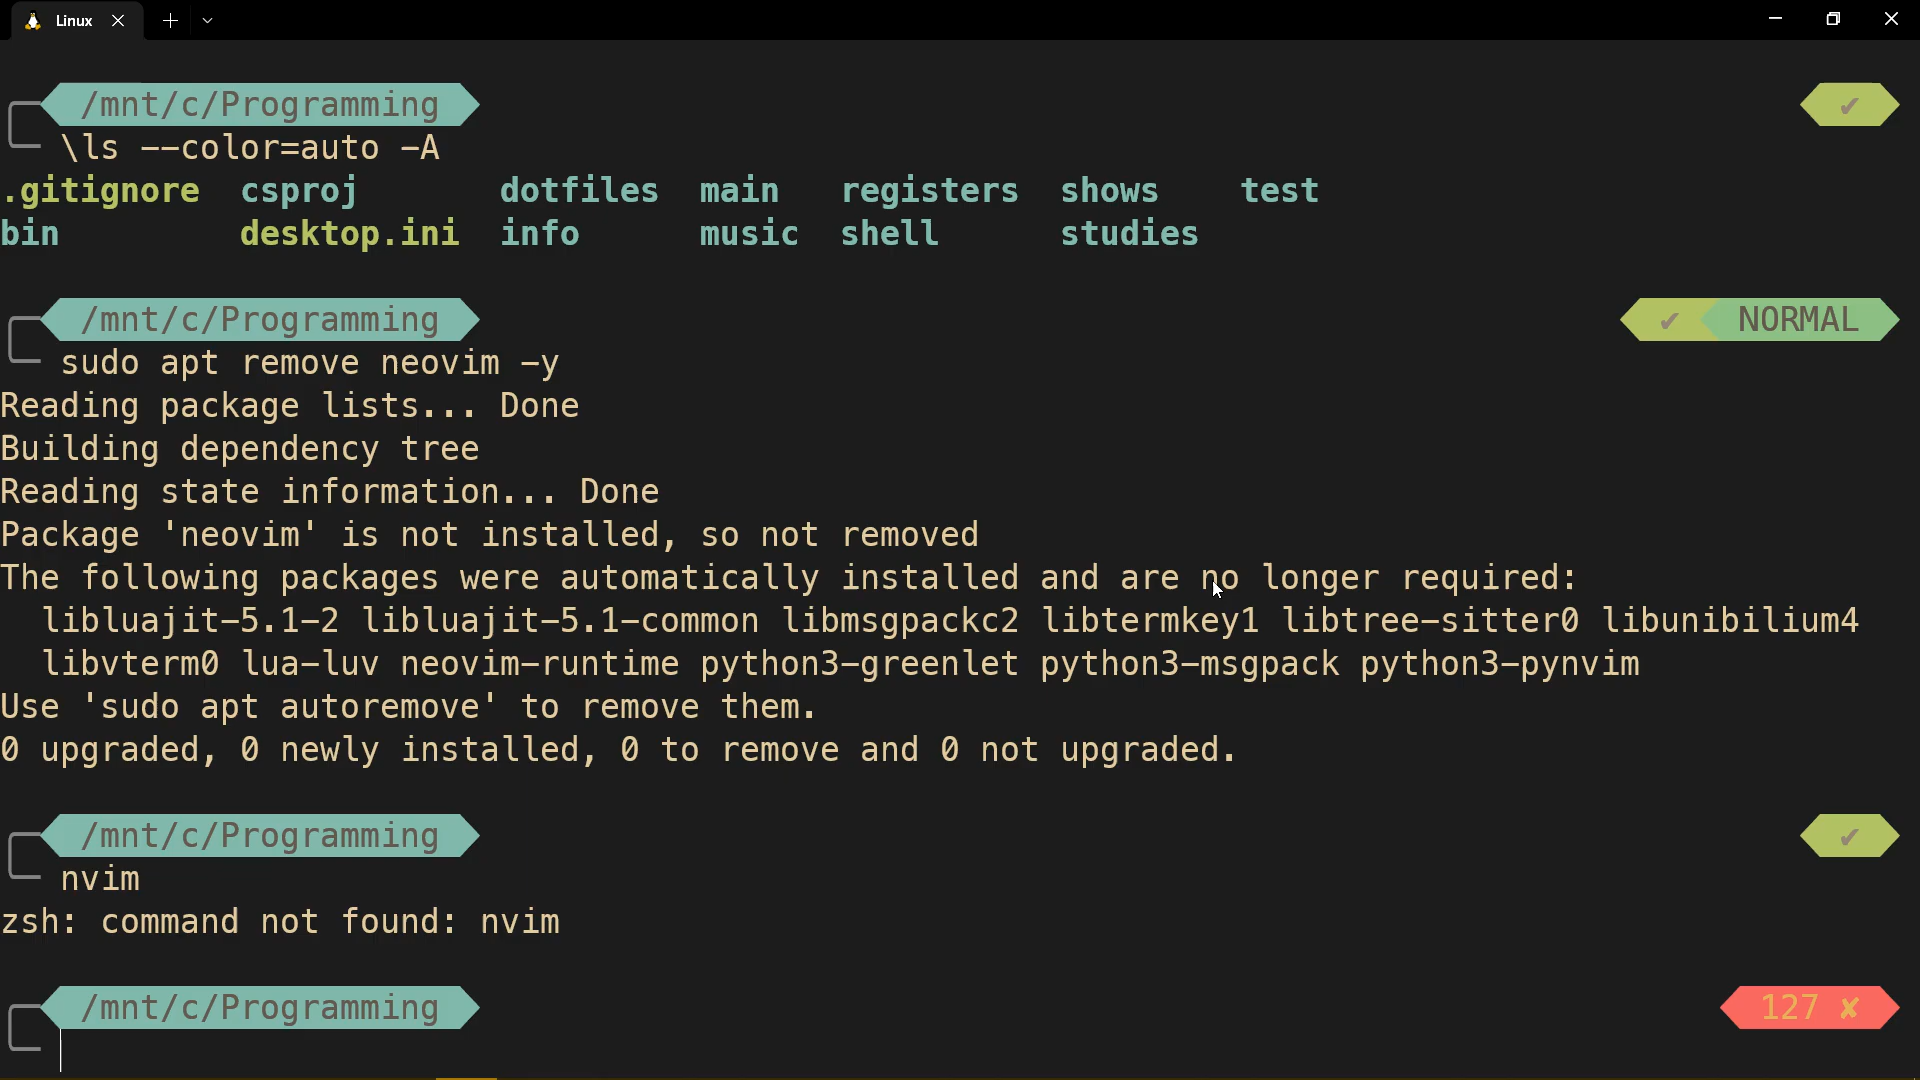 Linux
/mnt/c/Programming ✔
\ls --color=auto -A
.gitignore csproj dotfiles main registers shows test
bin desktop.ini info music shell studies
/mnt/c/Programming ✔ NORMAL
sudo apt remove neovim -y
Reading package lists... Done
Building dependency tree
Reading state information... Done
Package 'neovim' is not installed, so not removed
The following packages were automatically installed and are no longer required:
libluajit-5.1-2 libluajit-5.1-common libmsgpackc2 libtermkey1 libtree-sitter0 libunibilium4
libvterm0 lua-luv neovim-runtime python3-greenlet python3-msgpack python3-pynvim
Use 'sudo apt autoremove' to remove them.
0 upgraded, 0 newly installed, 0 to remove and 0 not upgraded.
/mnt/c/Programming ✔
nvim
zsh: command not found: nvim
/mnt/c/Programming 127 ✘